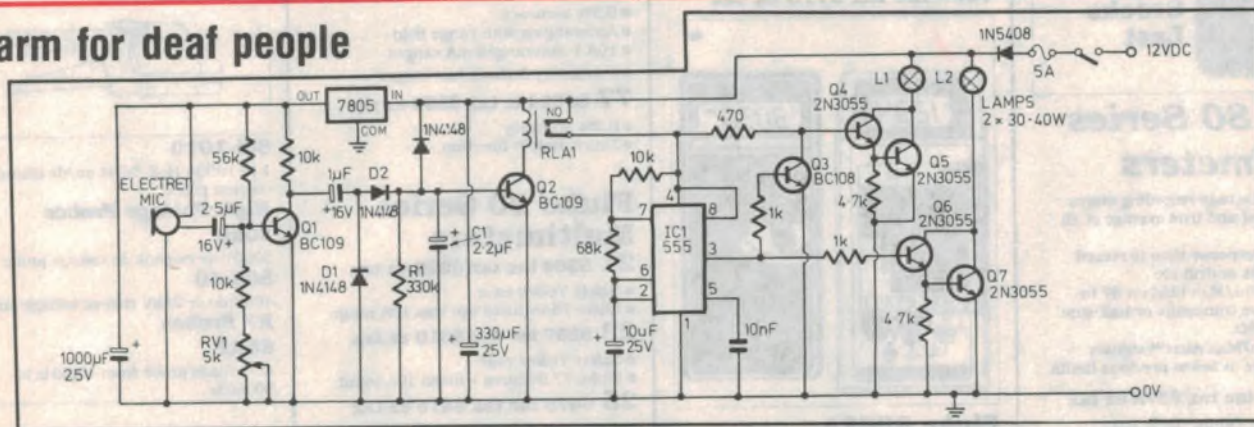 arm for deaf people
1N5408
5A
12VDC
L1
L2
LAMPS
2 x 30-40W
OUT
7805
IN
COM
1N4148
NO
RLA1
470
Q4
2N3055
Q3
BC108
Q5
2N3055
4.7k
Q6
2N3055
56k
10k
1µF
16V
D2
1N4148
Q2
BC109
10k
1k
ELECTRET
MIC
2·5µF
16V
Q1
BC109
C1
2·2µF
7
4
8
IC1
555
3
68k
6
2
5
1
1k
Q7
2N3055
10k
D1
1N4148
R1
330k
4.7k
RV1
5k
1000µF
25V
330µF
25V
10uF
25V
10nF
0V
80 Series
meters